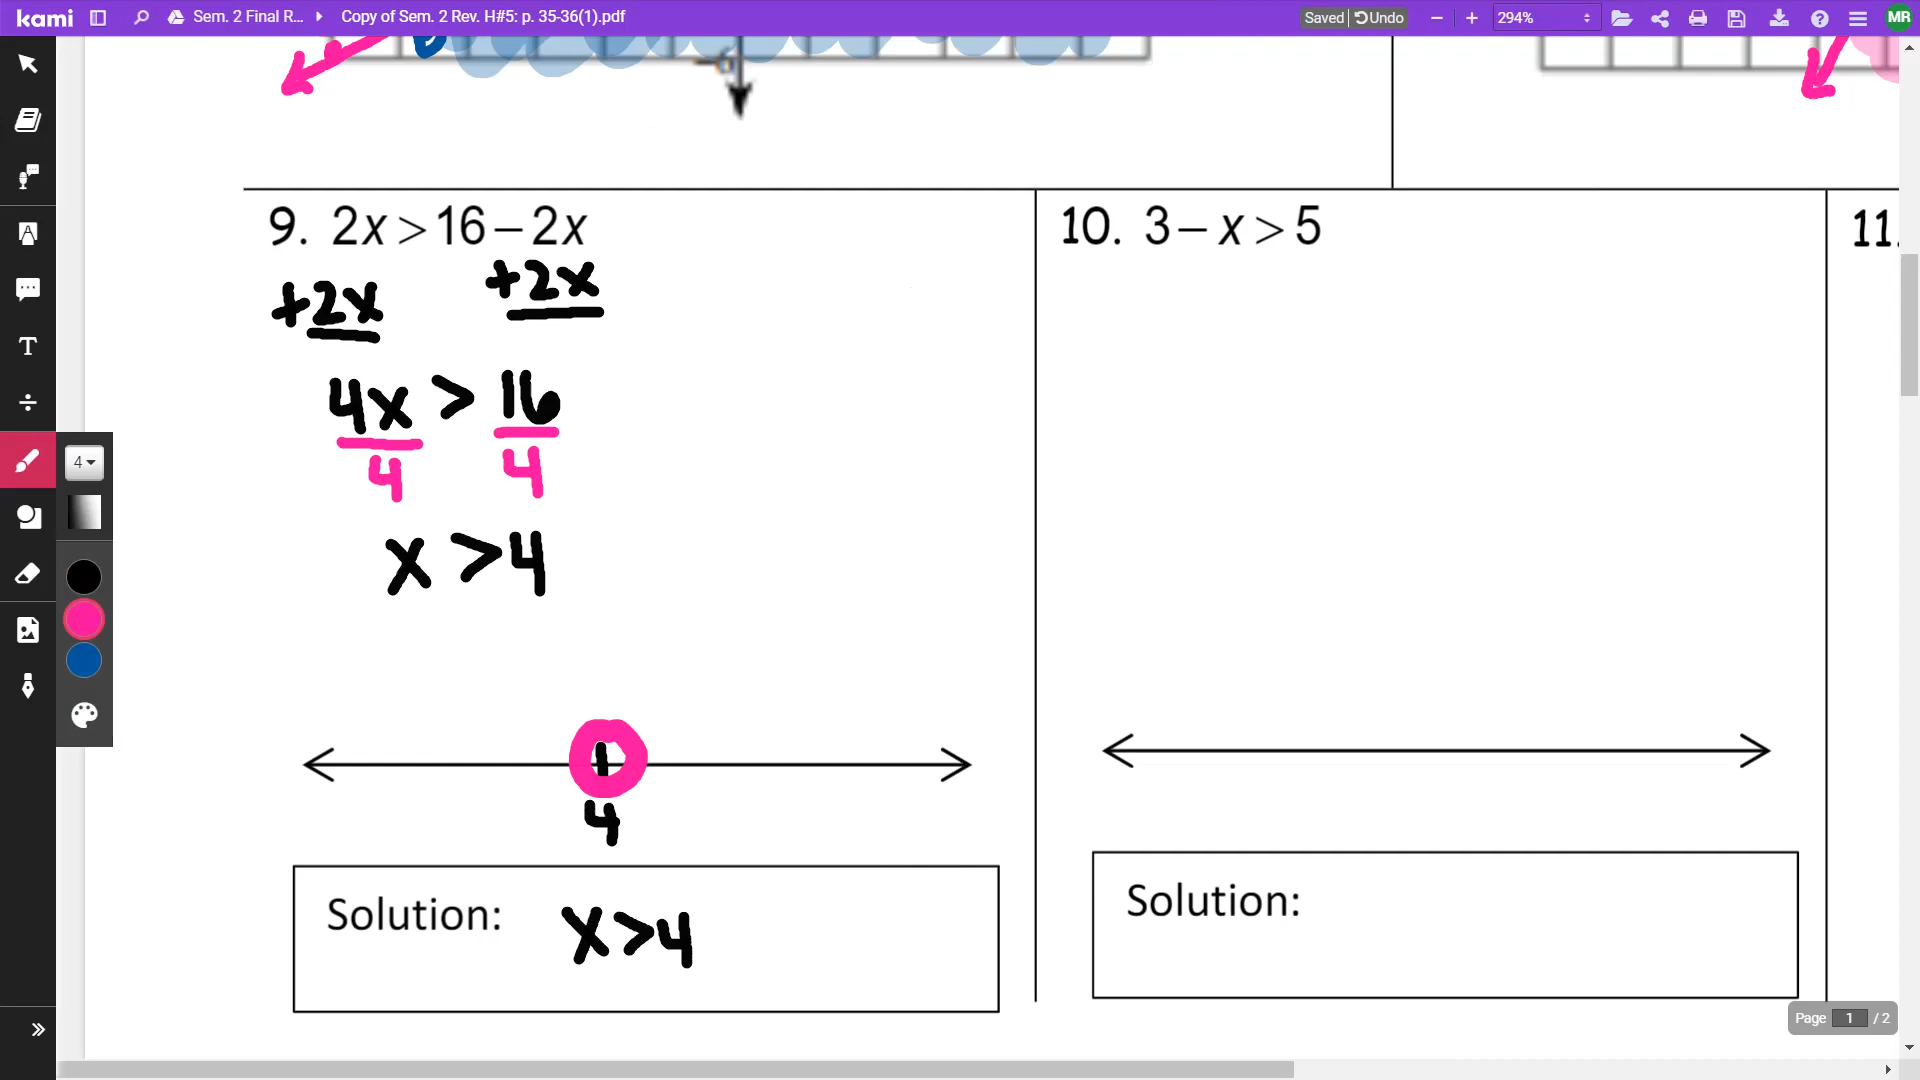 kami Sem. 2 Final R... Copy of Sem. 2 Rev. H#5: p. 35-36(1).pdf Saved Undo 294% MR
-6
9. 2x > 16 – 2x
+2x +2x
4x > 16
4 4
x > 4
4
Solution: x > 4
10. 3 – x > 5
Solution:
11.
4
T
Page 1 / 2